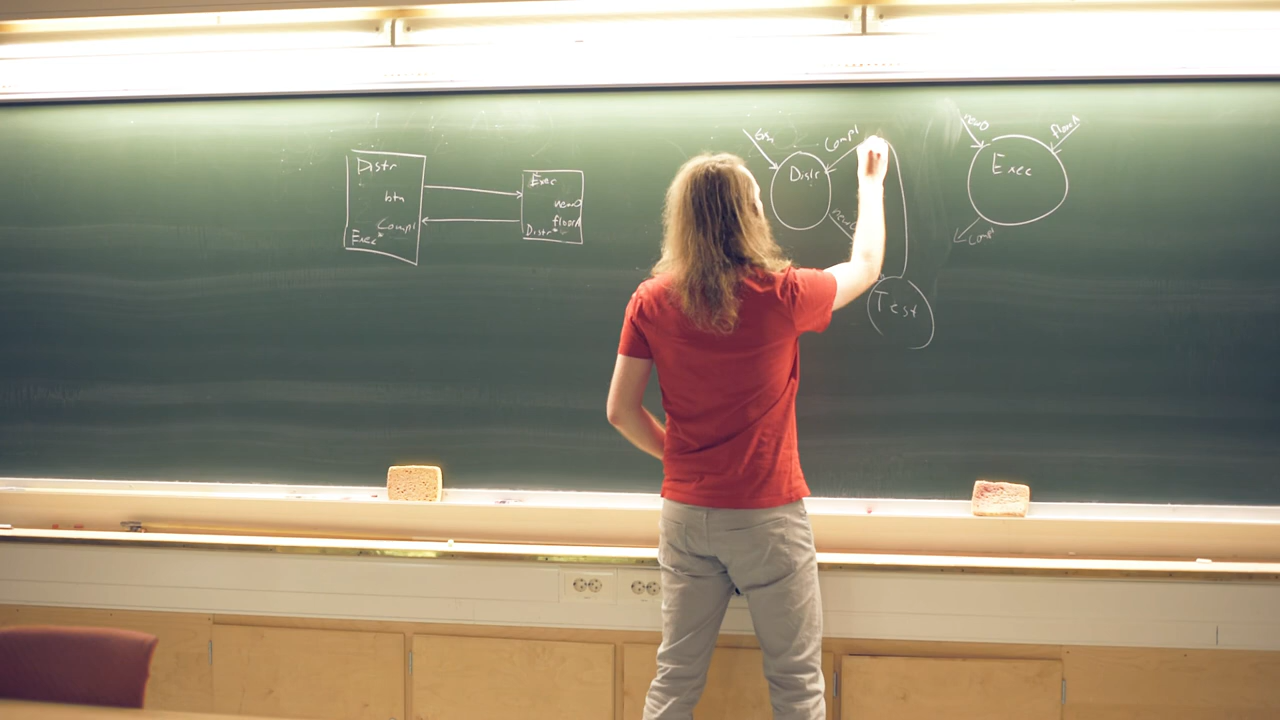 Distr
btn
Compl
Exec*
Exec
newO
floorA
Distr*
btn
Compl
Distr
newO
Test
newO
floorA
Exec
Compl